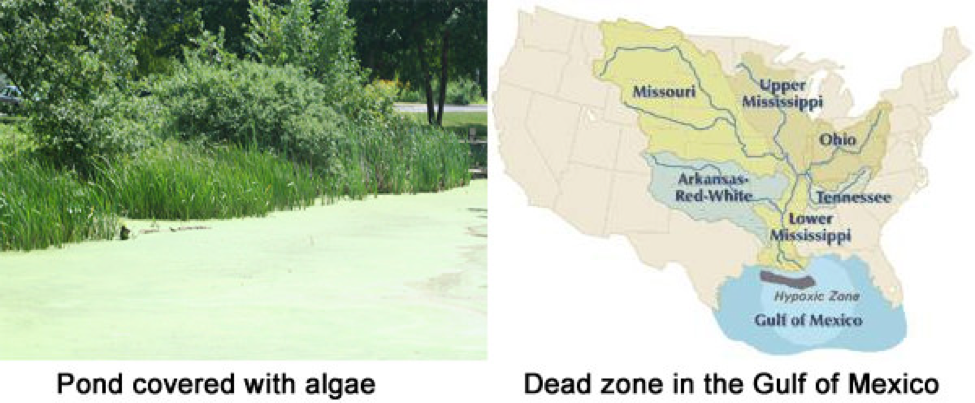 Missouri
Upper
Mississippi
Ohio
Arkansas-
Red-White
Tennessee
Lower
Mississippi
Hypoxic Zone
Gulf of Mexico
Pond covered with algae
Dead zone in the Gulf of Mexico